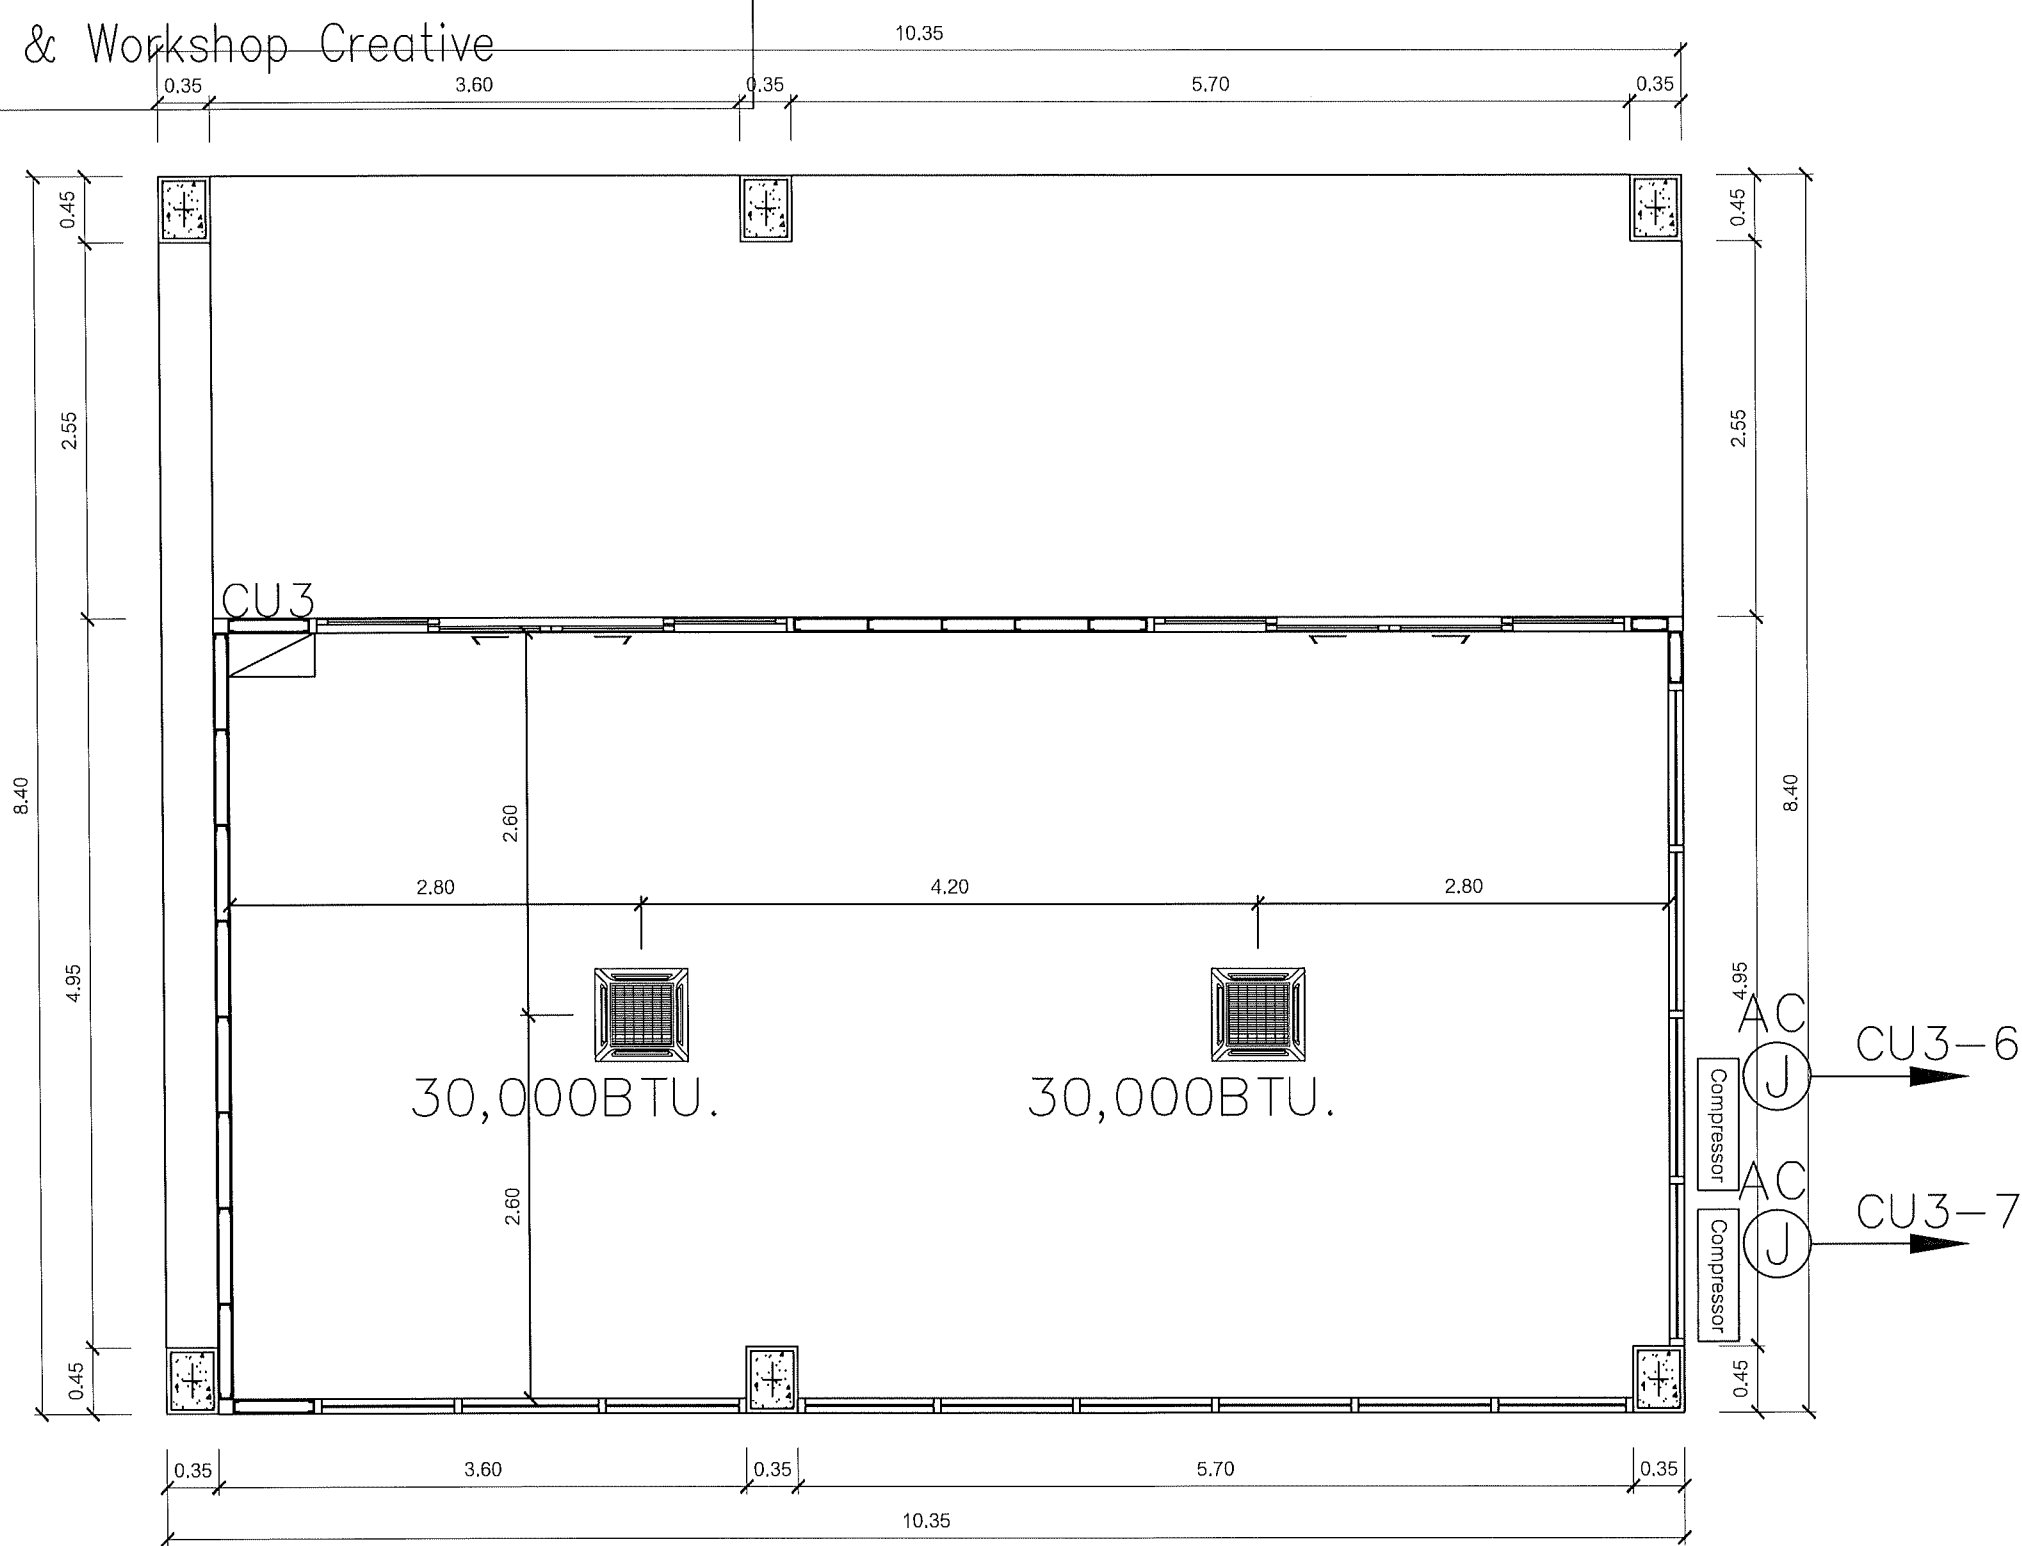 & Workshop Creative
10.35
0.35 3.60 0.35 5.70 0.35
0.45 0.45
2.55 2.55
CU3
8.40 8.40
2.60
2.80 4.20 2.80
4.95 4.95
AC
CU3-6
J
30,000BTU. 30,000BTU.
Compressor
AC
CU3-7
J
2.60
Compressor
0.45 0.45
0.35 3.60 0.35 5.70 0.35
10.35